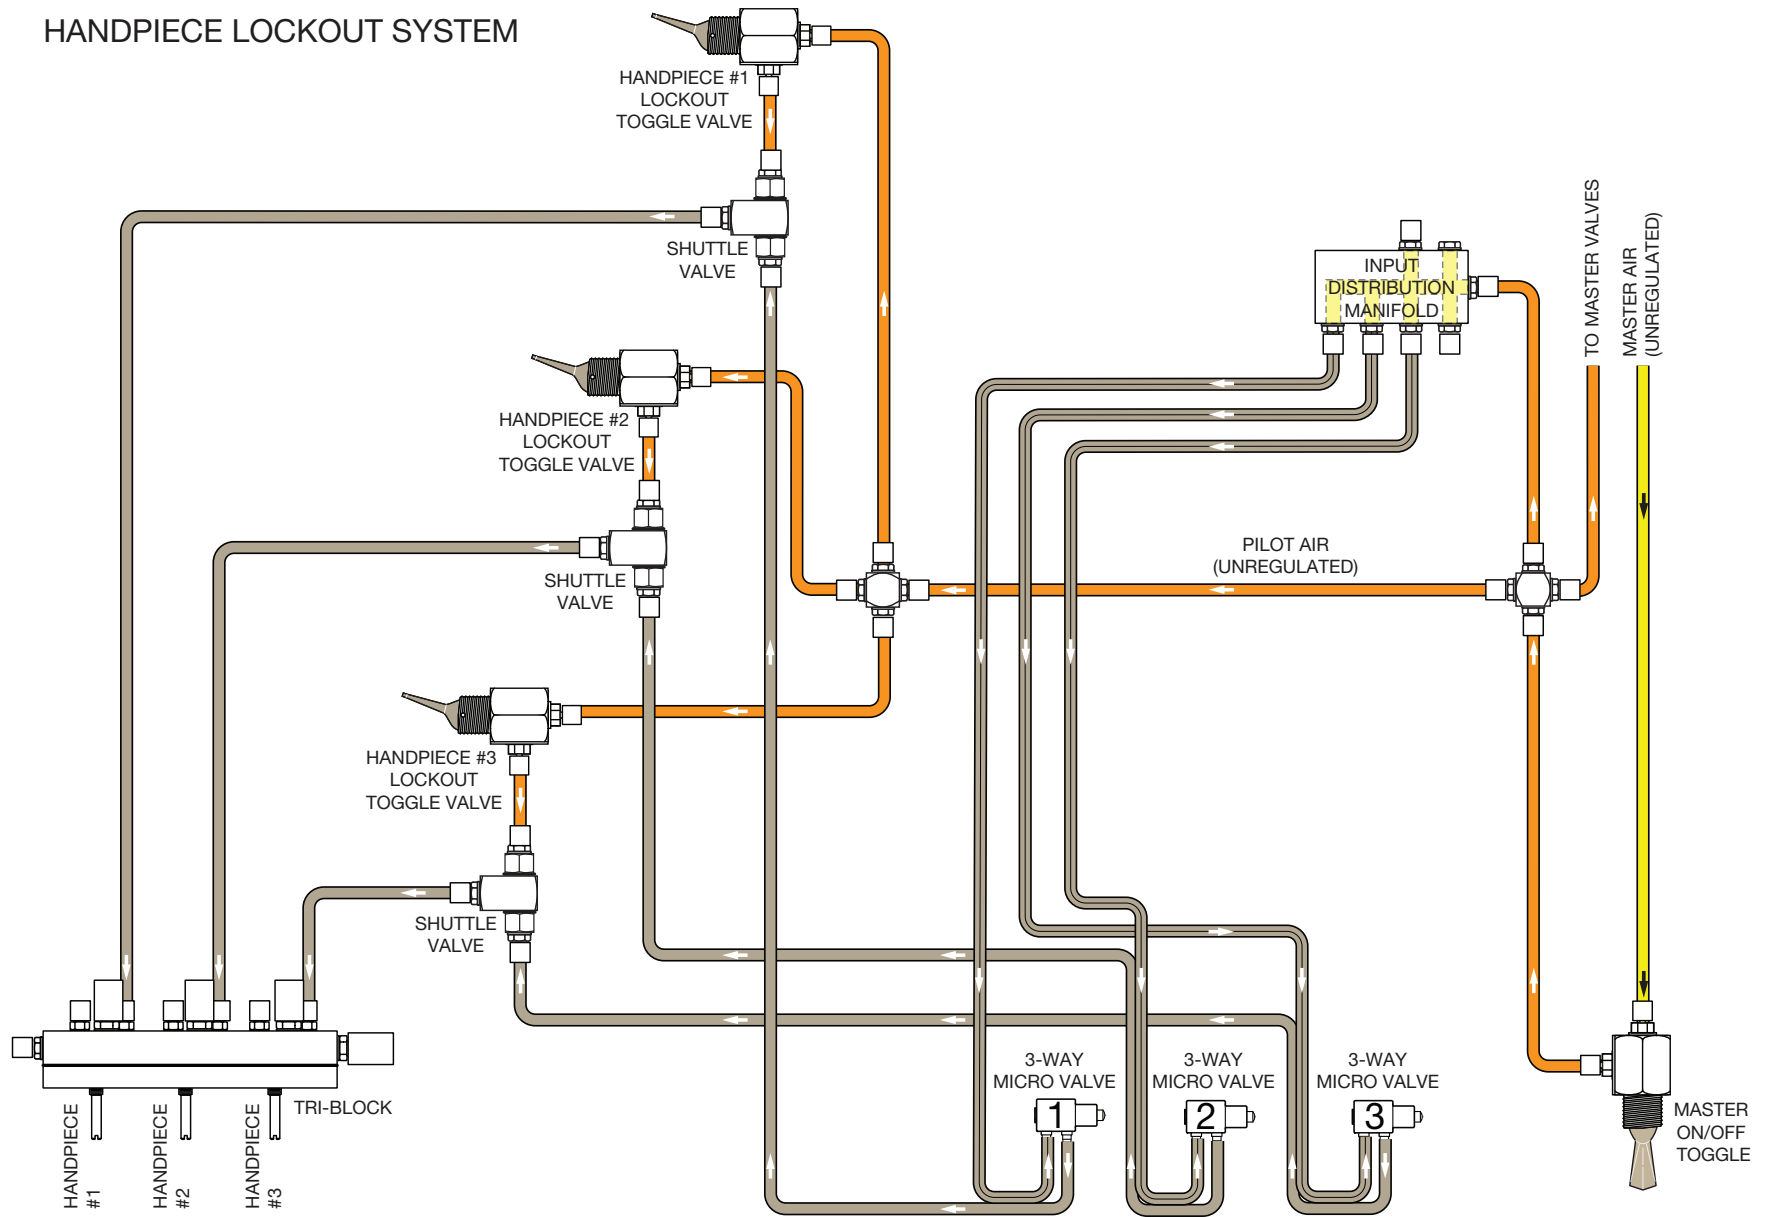 HANDPIECE LOCKOUT SYSTEM
HANDPIECE #1
LOCKOUT
TOGGLE VALVE
SHUTTLE
VALVE
HANDPIECE #2
LOCKOUT
TOGGLE VALVE
SHUTTLE
VALVE
HANDPIECE #3
LOCKOUT
TOGGLE VALVE
SHUTTLE
VALVE
INPUT
DISTRIBUTION
MANIFOLD
TO MASTER VALVES
MASTER AIR
(UNREGULATED)
PILOT AIR
(UNREGULATED)
3-WAY
MICRO VALVE
1
3-WAY
MICRO VALVE
2
3-WAY
MICRO VALVE
3
MASTER
ON/OFF
TOGGLE
TRI-BLOCK
HANDPIECE
#1
HANDPIECE
#2
HANDPIECE
#3